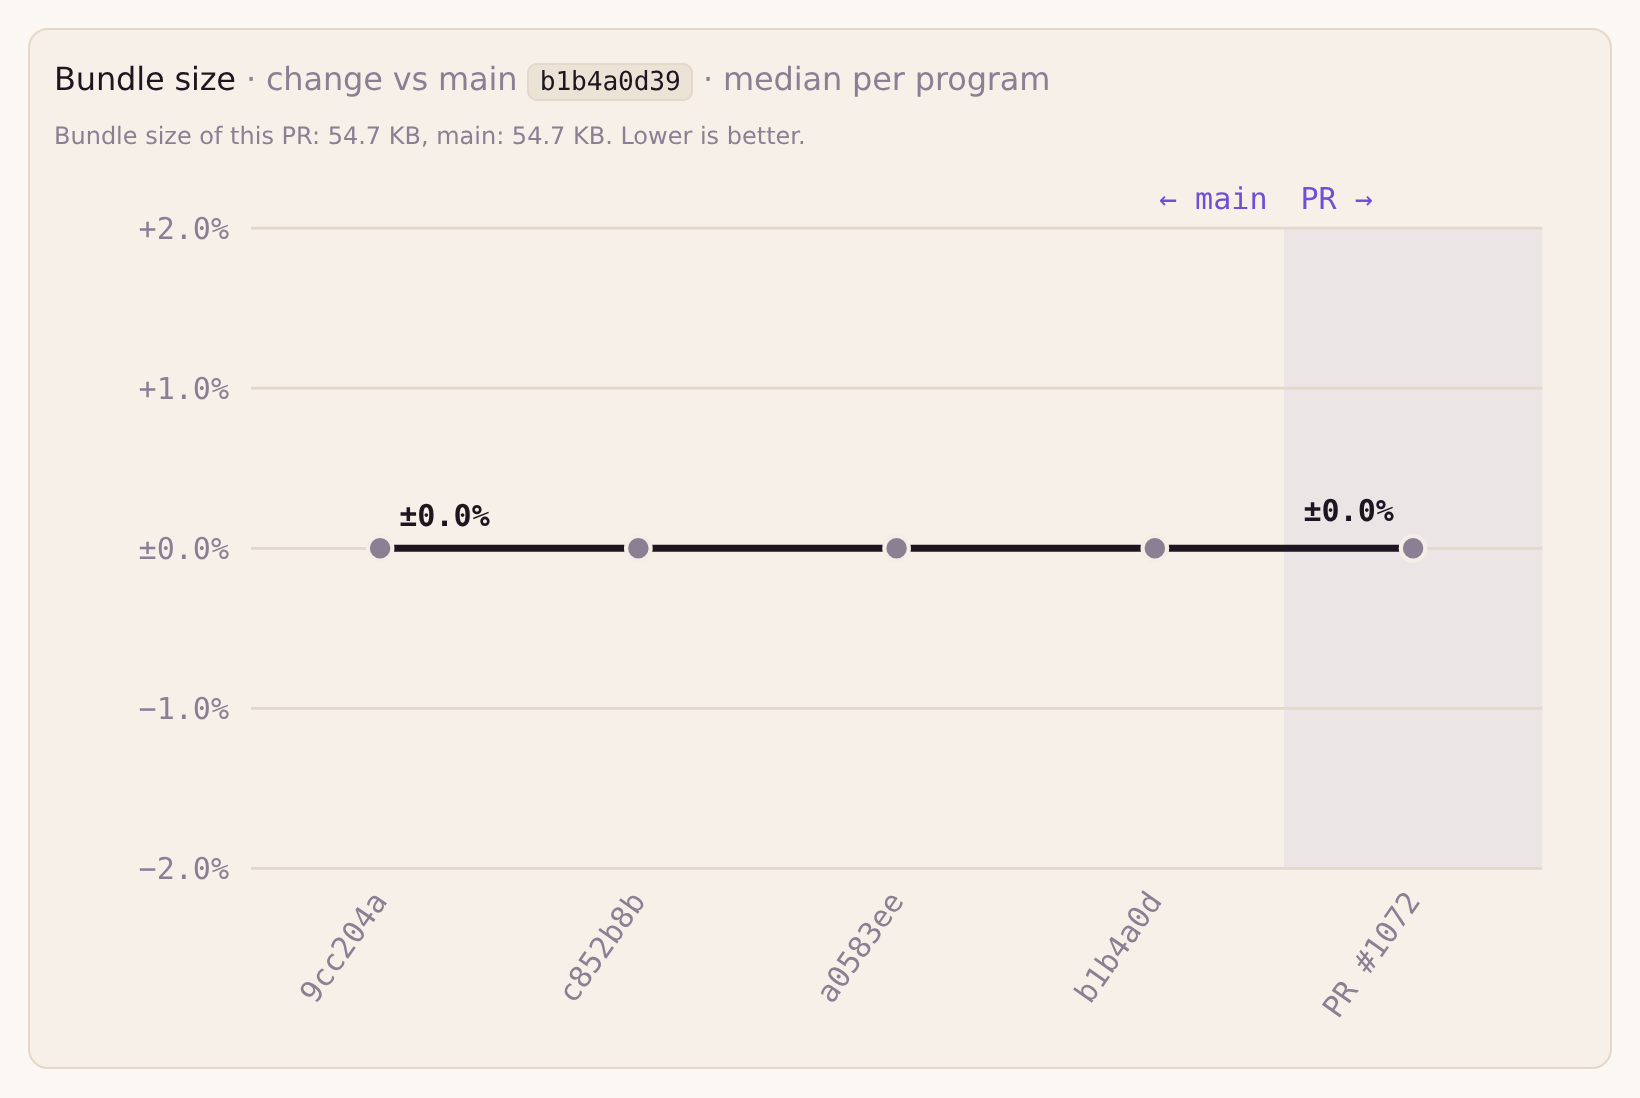 Bundle size · change vs main b1b4a0d39 · median per program
Bundle size of this PR: 54.7 KB, main: 54.7 KB. Lower is better.
← main PR →
+2.0%
+1.0%
±0.0%
−1.0%
−2.0%
±0.0%
±0.0%
9cc204a
c852b8b
a0583ee
b1b4a0d
PR #1072